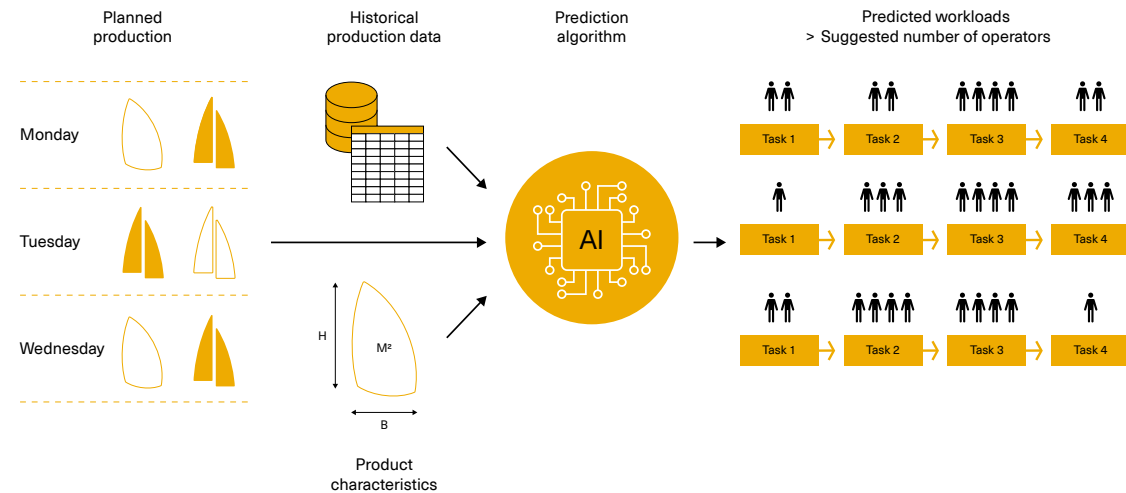 Planned
production
Historical
production data
Prediction
algorithm
Predicted workloads
> Suggested number of operators
Monday
Tuesday
Wednesday
H
M²
B
Product
characteristics
AI
Task 1
Task 2
Task 3
Task 4
Task 1
Task 2
Task 3
Task 4
Task 1
Task 2
Task 3
Task 4